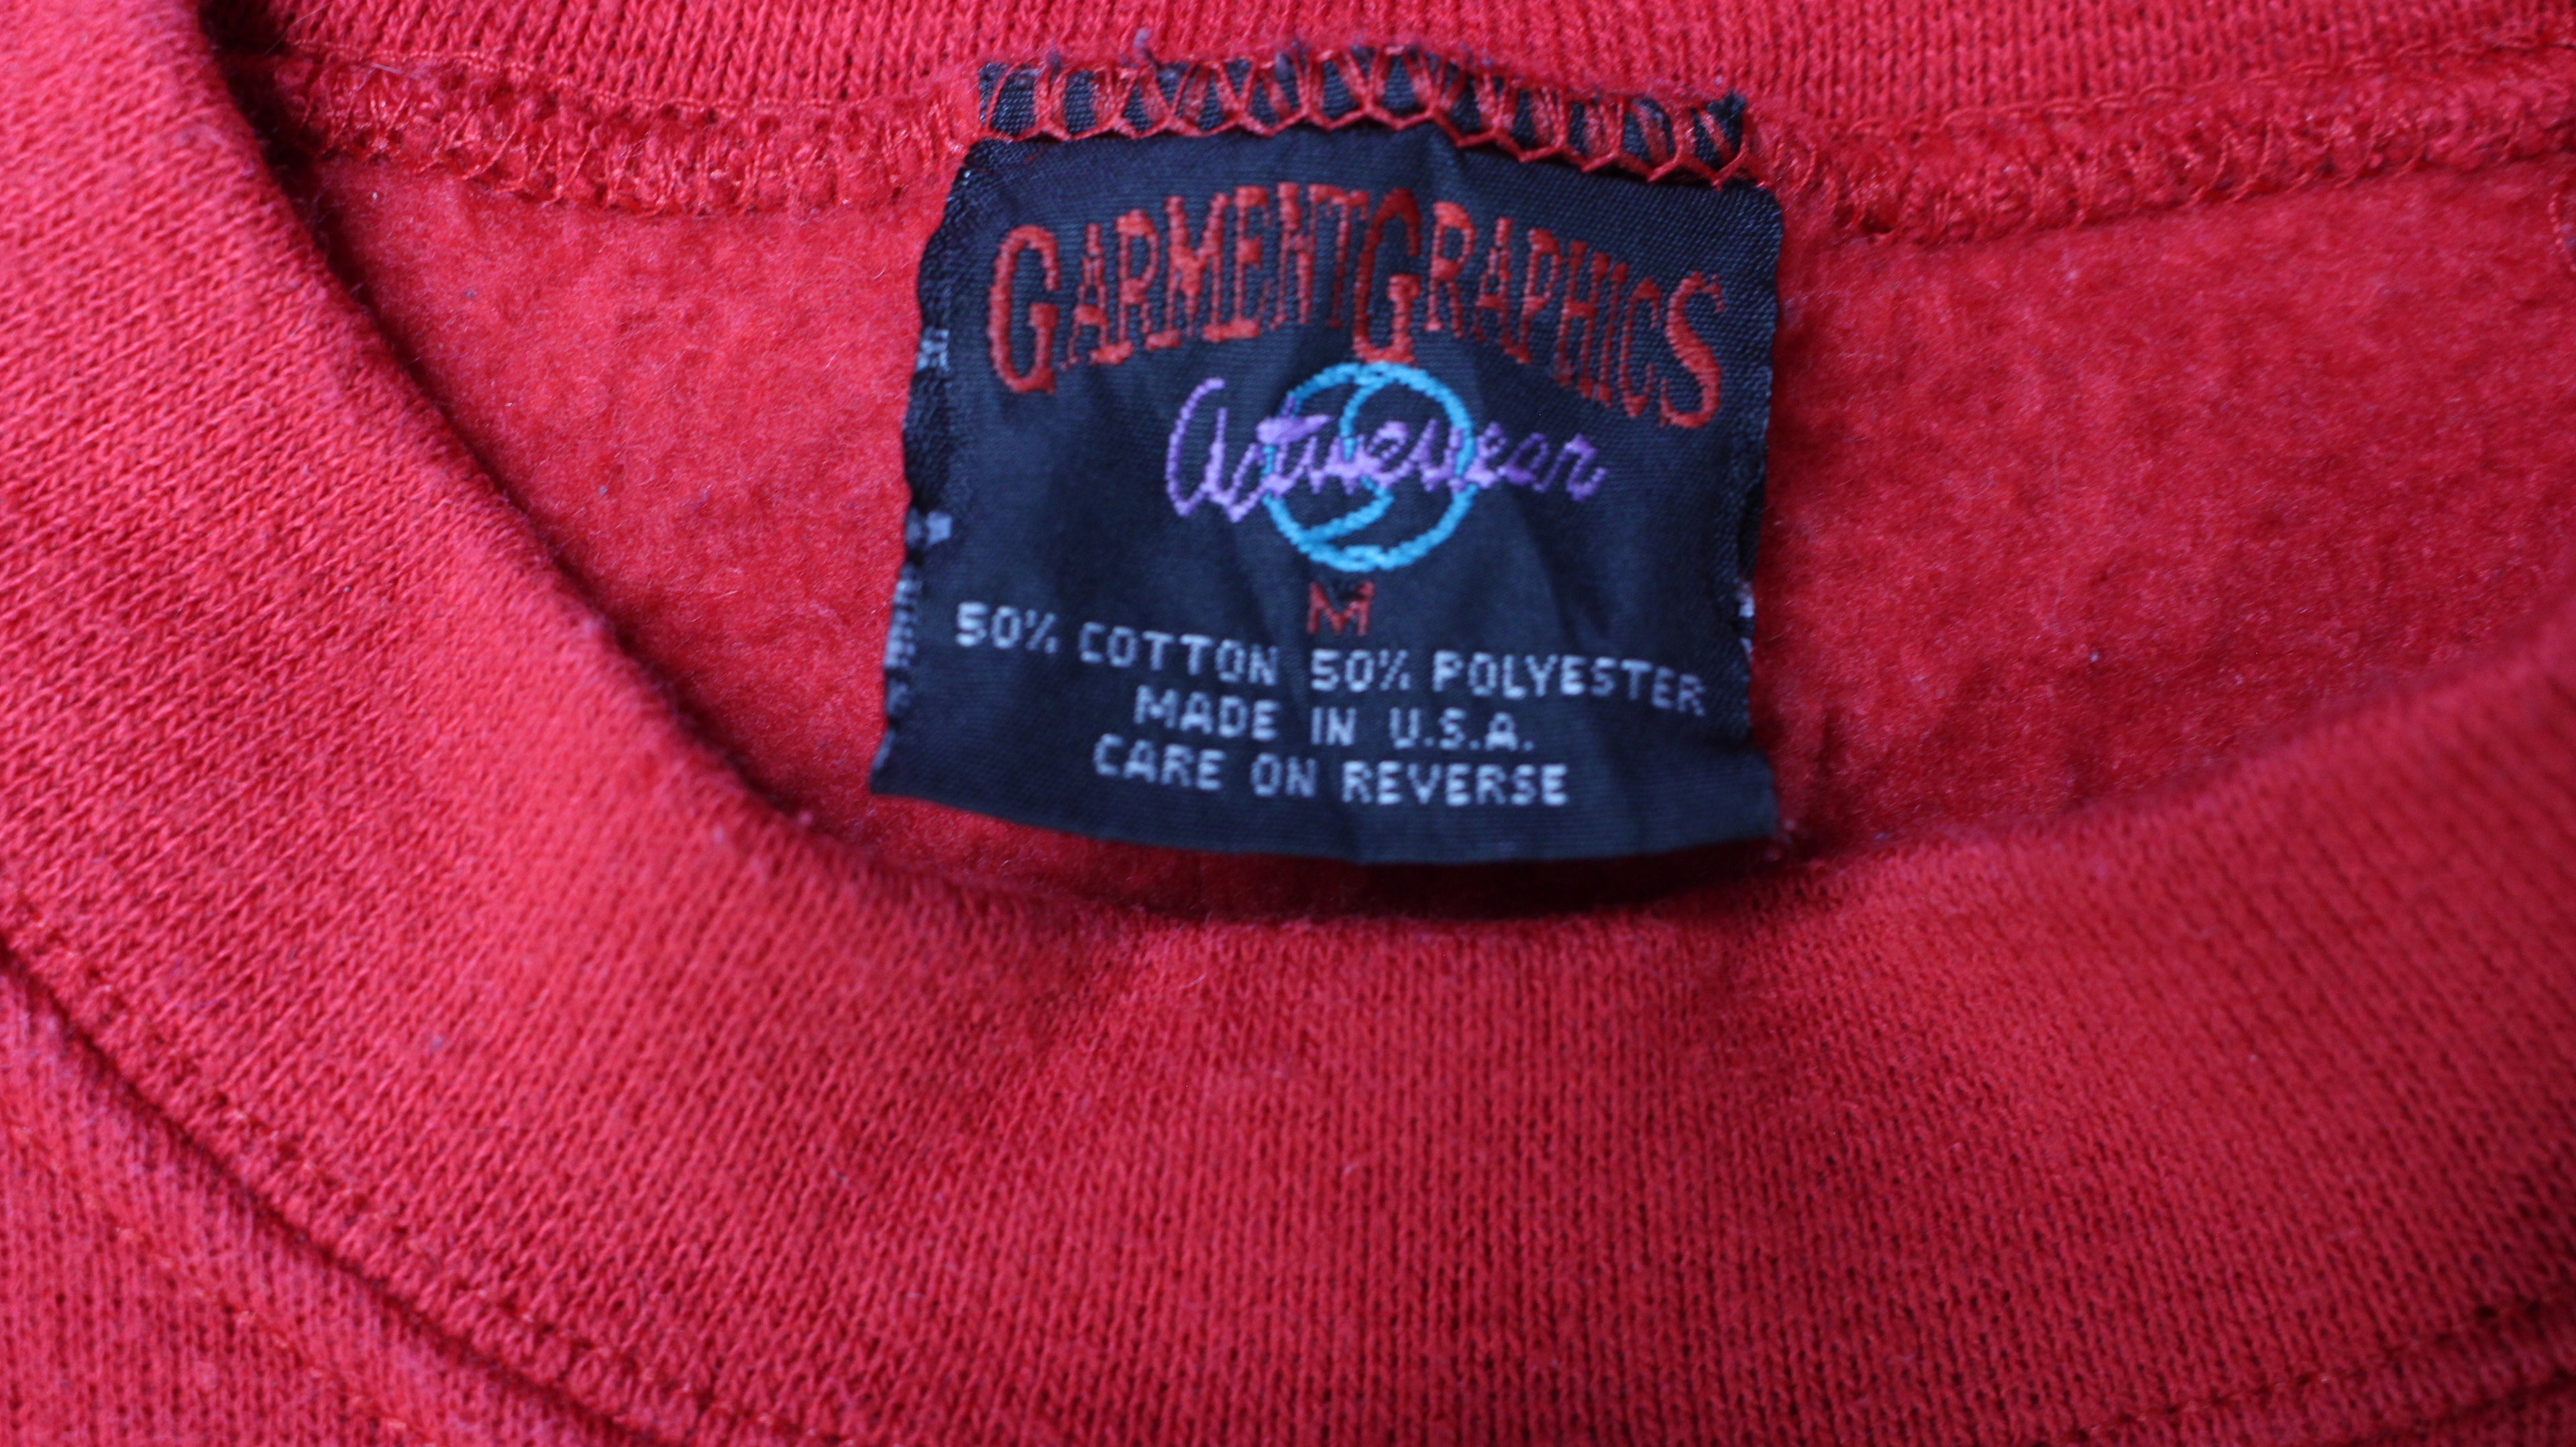 GARMENTGRAPHICS
Activewear
M
50% COTTON 50% POLYESTER
MADE IN U.S.A.
CARE ON REVERSE